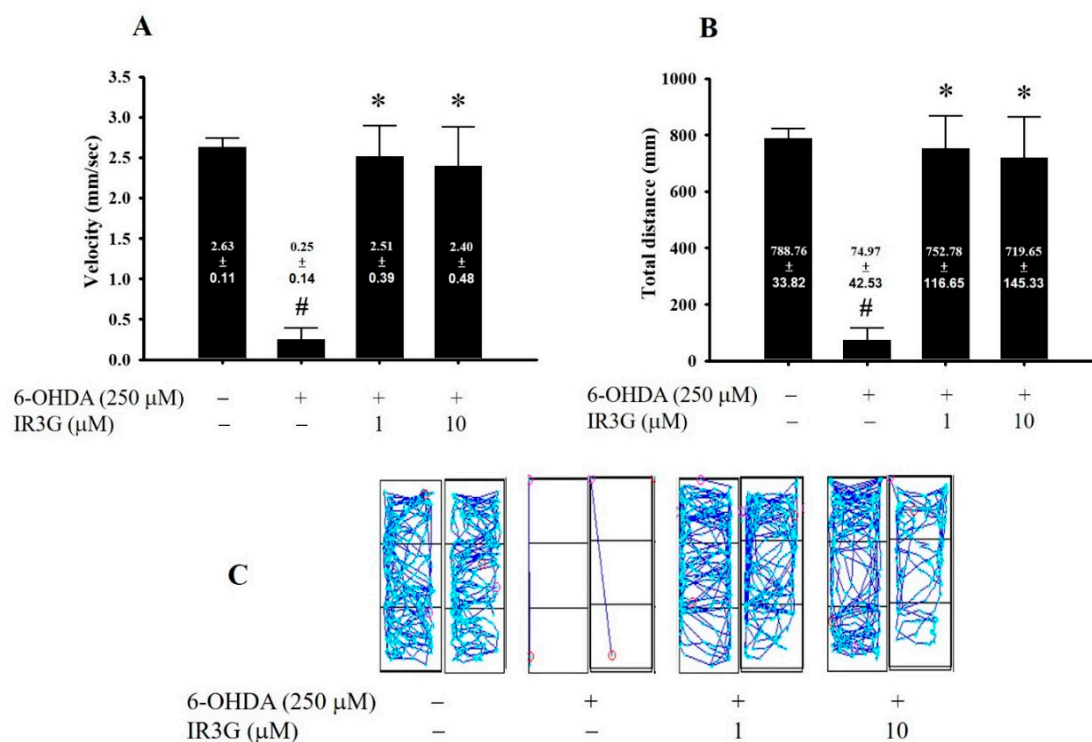 A
Velocity (mm/sec)
3.5
3.0
2.5
2.0
1.5
1.0
0.5
0.0
* *
2.63 0.25 2.51 2.40
± ± ± ±
0.11 0.14 0.39 0.48
#
6-OHDA (250 μM) – + + +
IR3G (μM) – – 1 10
B
Total distance (mm)
1000
800
600
400
200
0
* *
788.76 74.97 752.78 719.65
± ± ± ±
33.82 42.53 116.65 145.33
#
6-OHDA (250 μM) – + + +
IR3G (μM) – – 1 10
C
6-OHDA (250 μM) – + + +
IR3G (μM) – – 1 10